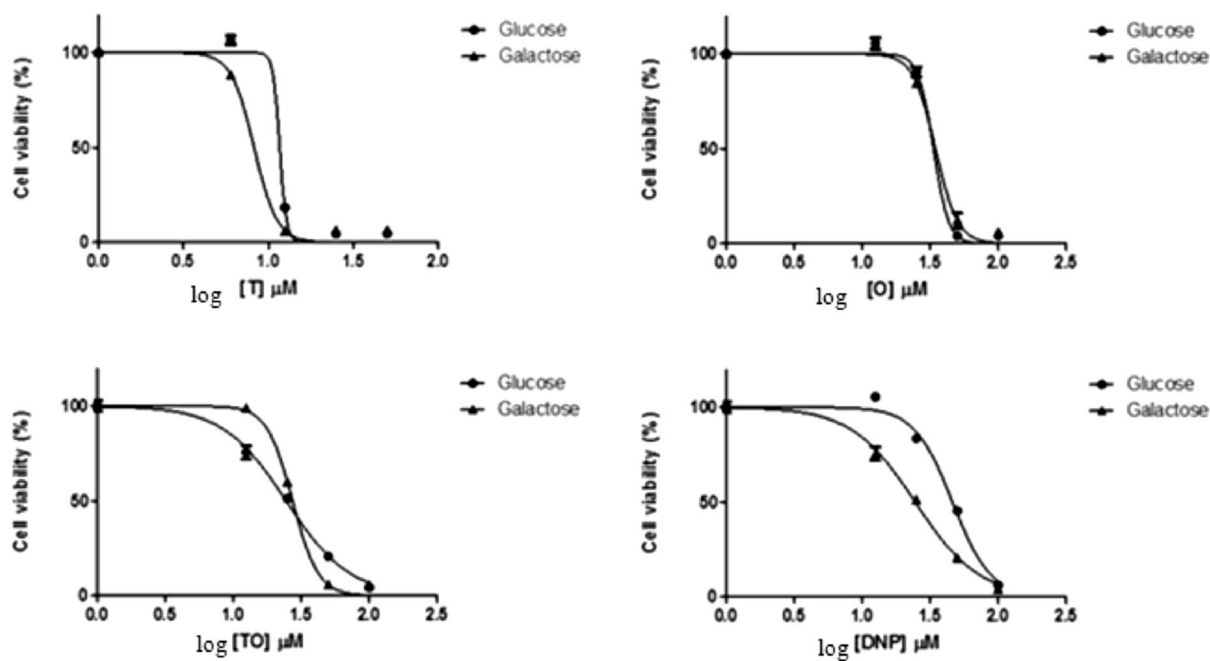 Cell viability (%)
100
50
0
0.0 0.5 1.0 1.5 2.0
log [T] μM
Glucose
Galactose
Cell viability (%)
100
50
0
0.0 0.5 1.0 1.5 2.0 2.5
log [O] μM
Glucose
Galactose
Cell viability (%)
100
50
0
0.0 0.5 1.0 1.5 2.0 2.5
log [TO] μM
Glucose
Galactose
Cell viability (%)
100
50
0
0.0 0.5 1.0 1.5 2.0 2.5
log [DNP] μM
Glucose
Galactose